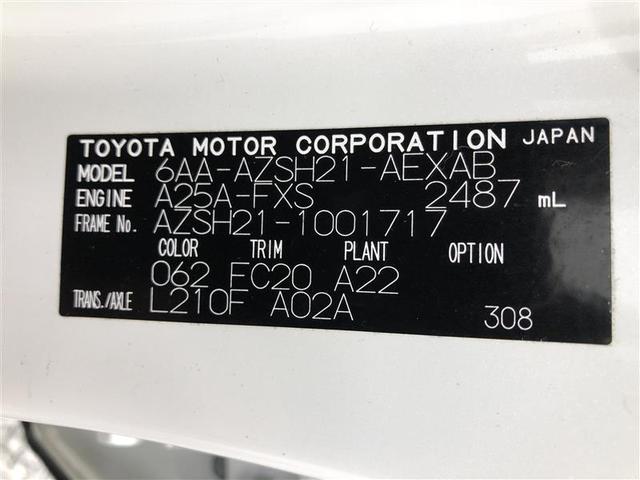 TOYOTA MOTOR CORPORATION JAPAN
MODEL 6AA-AZSH21-AEXAB
ENGINE A25A-FXS 2487 mL
FRAME No. AZSH21-1001717
COLOR TRIM PLANT OPTION
062 FC20 A22
TRANS./AXLE L210F A02A
308